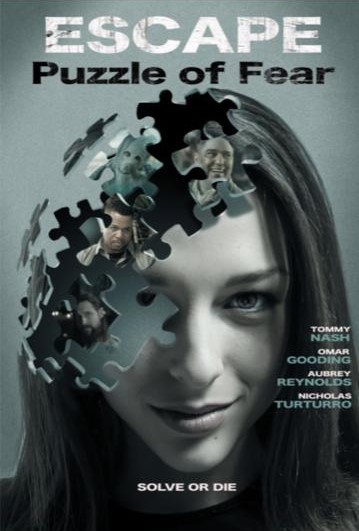 ESCAPE
Puzzle of Fear
TOMMY
NASH
OMAR
GOODING
AUBREY
REYNOLDS
NICHOLAS
TURTURRO
SOLVE OR DIE